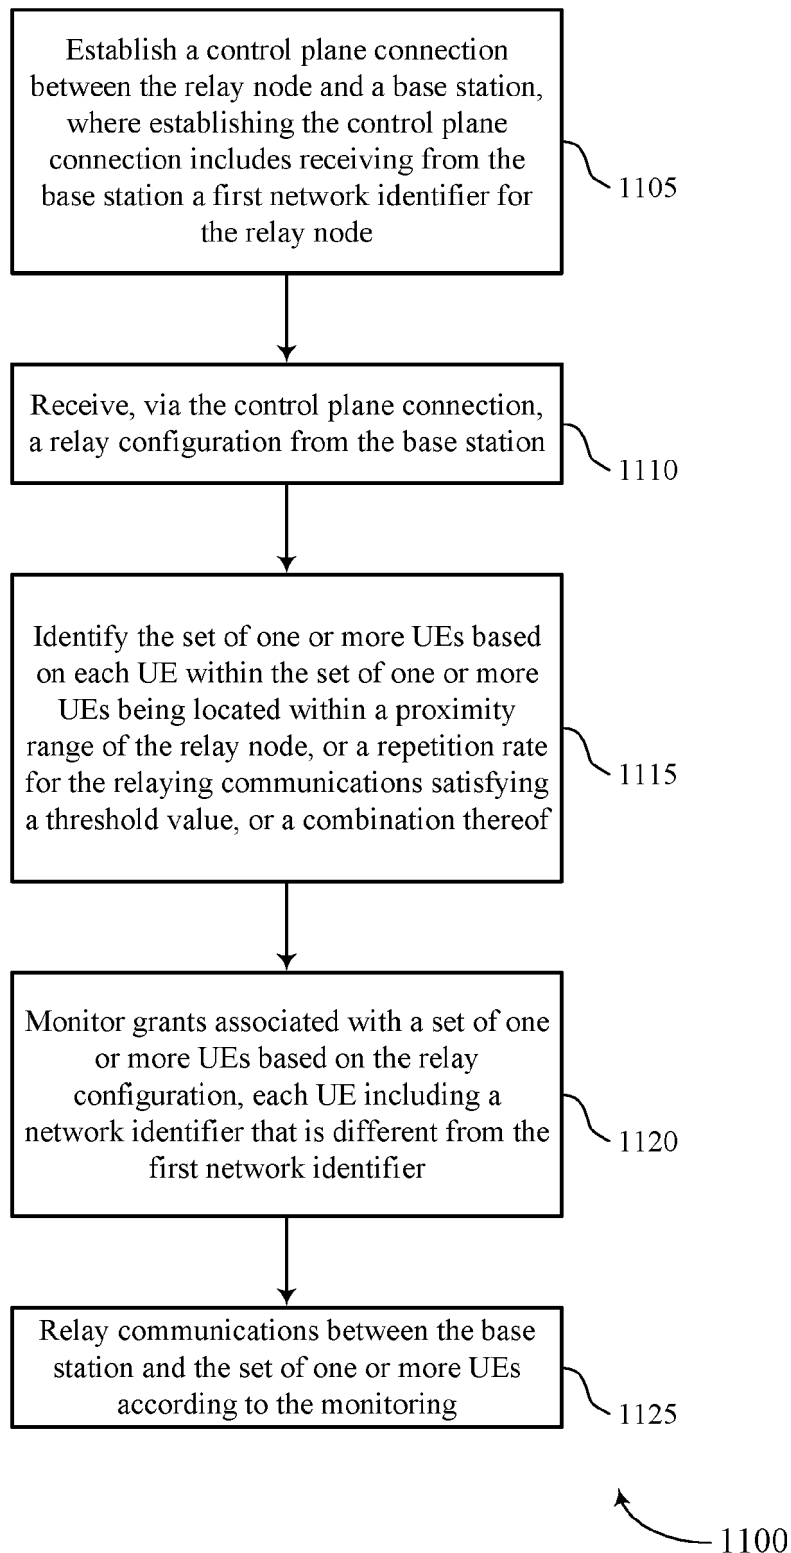 Establish a control plane connection
between the relay node and a base station,
where establishing the control plane
connection includes receiving from the
base station a first network identifier for
the relay node
1105
Receive, via the control plane connection,
a relay configuration from the base station
1110
Identify the set of one or more UEs based
on each UE within the set of one or more
UEs being located within a proximity
range of the relay node, or a repetition rate
for the relaying communications satisfying
a threshold value, or a combination thereof
1115
Monitor grants associated with a set of one
or more UEs based on the relay
configuration, each UE including a
network identifier that is different from the
first network identifier
1120
Relay communications between the base
station and the set of one or more UEs
according to the monitoring
1125
1100